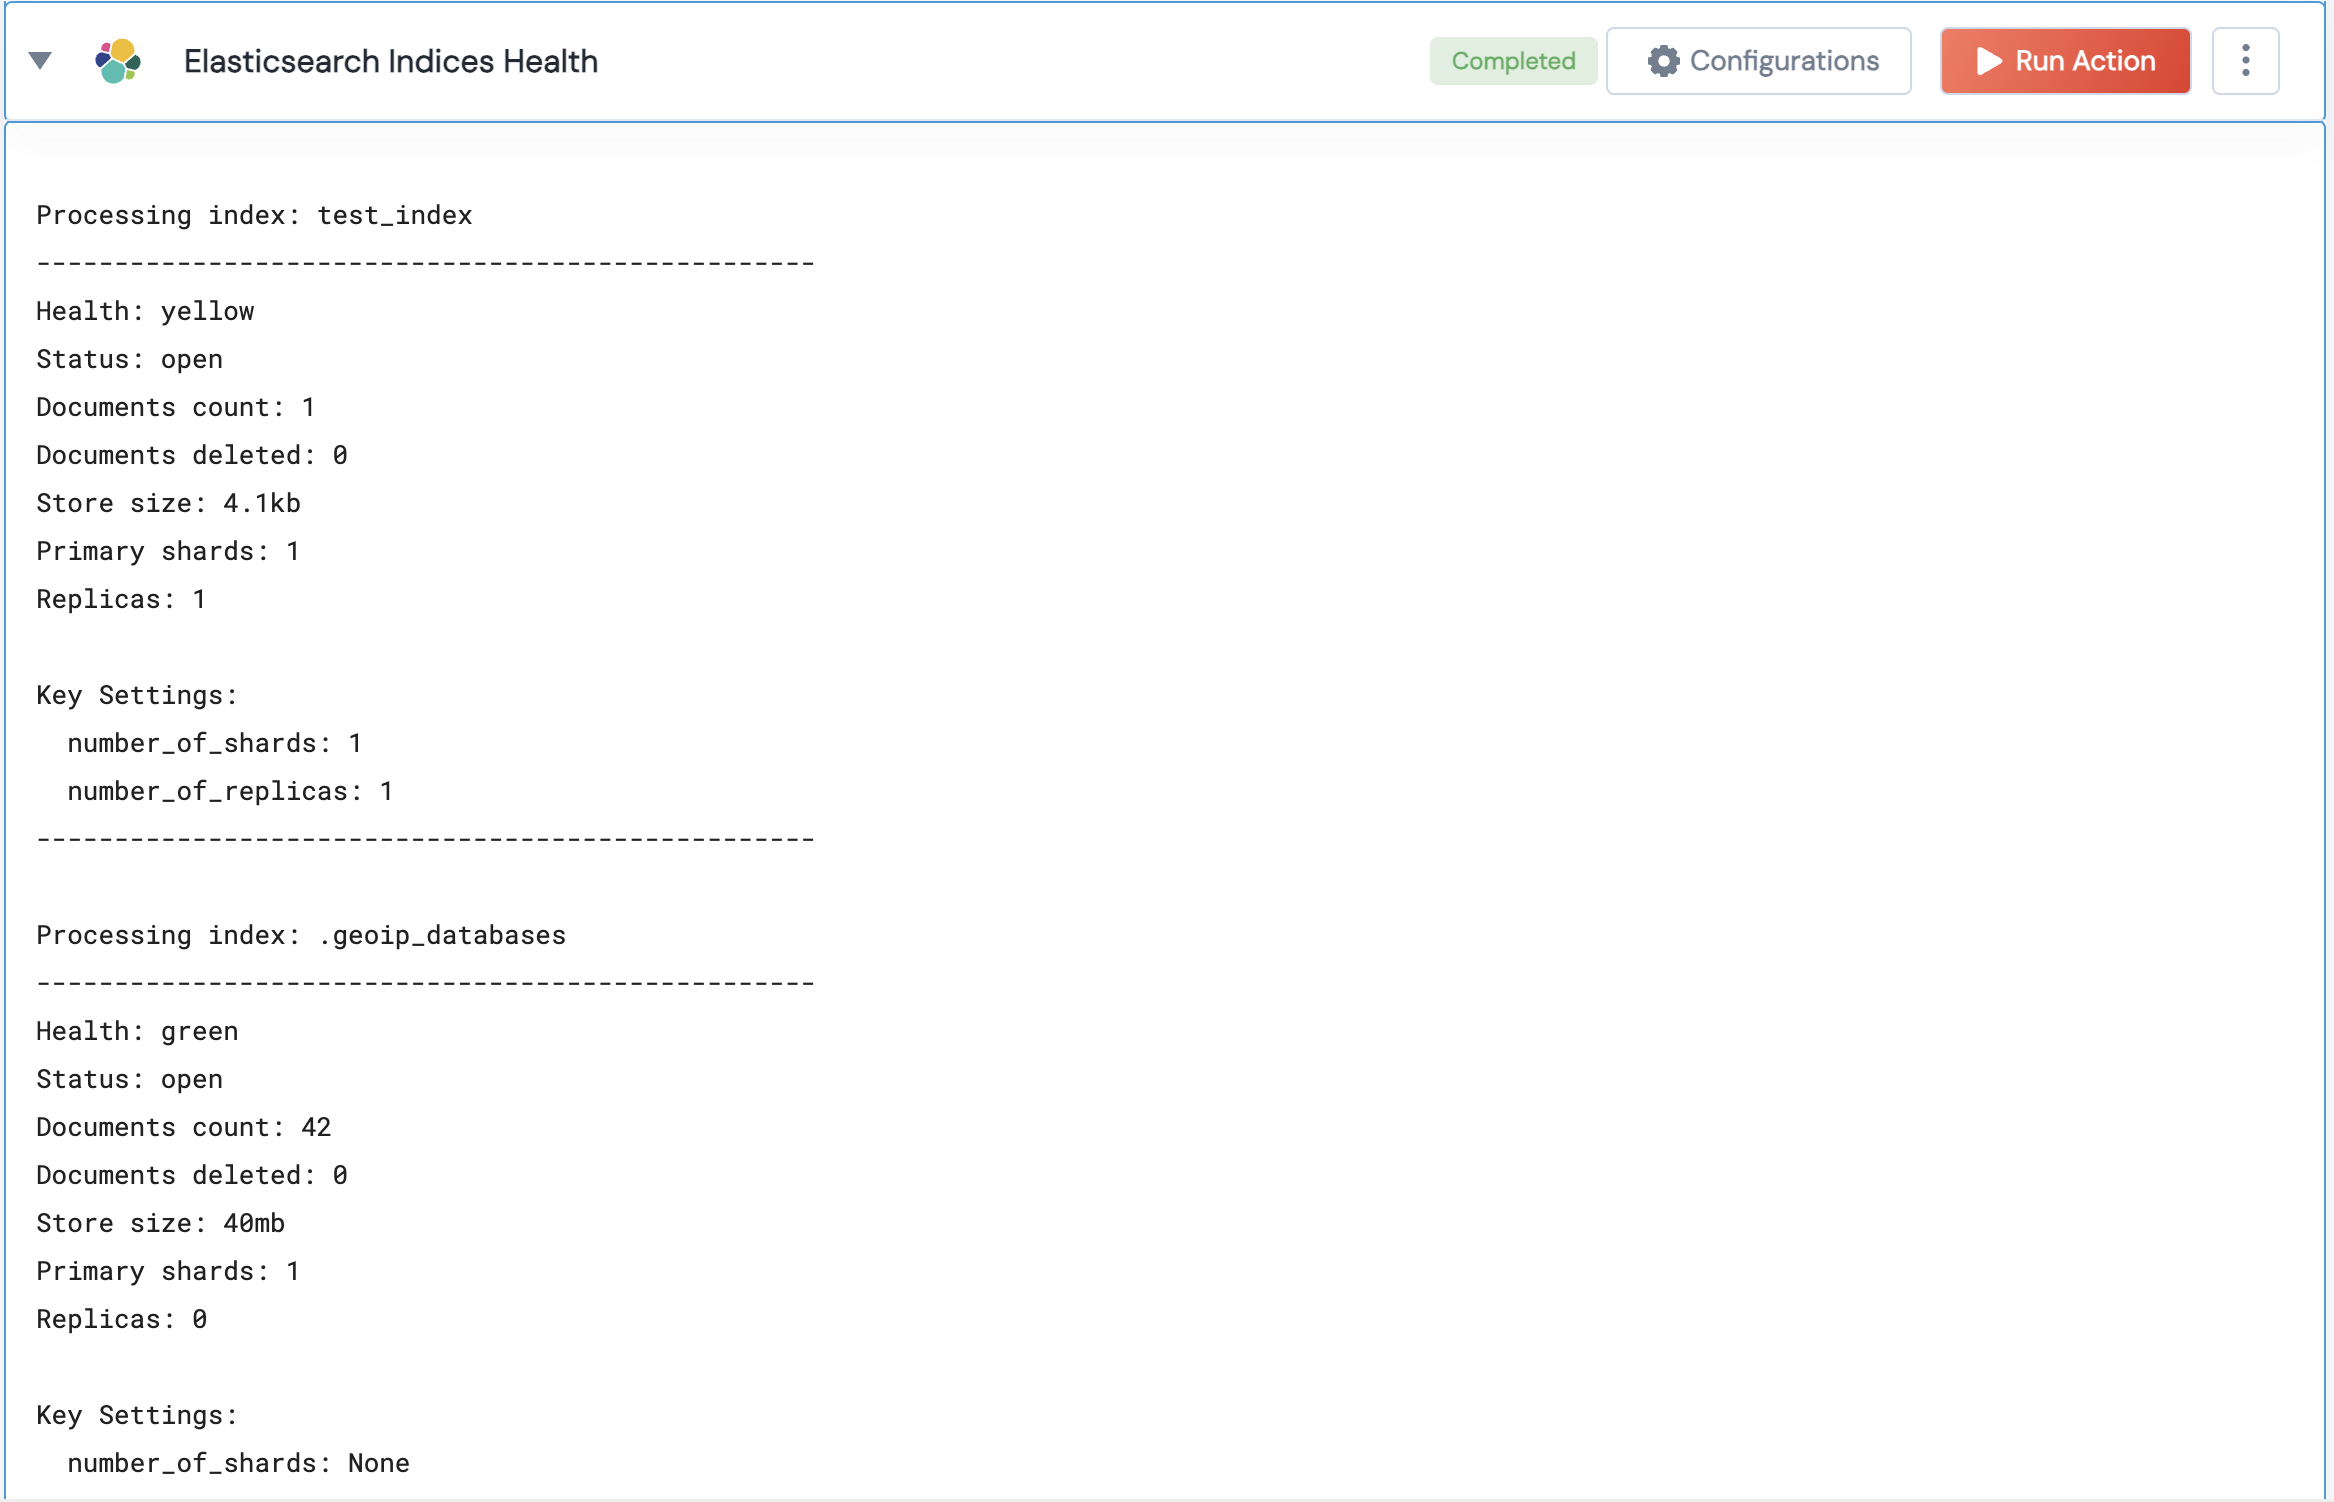 Elasticsearch Indices Health
Completed
Configurations
Run Action
Processing index: test_index
--------------------------------------------------
Health: yellow
Status: open
Documents count: 1
Documents deleted: 0
Store size: 4.1kb
Primary shards: 1
Replicas: 1
Key Settings:
  number_of_shards: 1
  number_of_replicas: 1
--------------------------------------------------
Processing index: .geoip_databases
--------------------------------------------------
Health: green
Status: open
Documents count: 42
Documents deleted: 0
Store size: 40mb
Primary shards: 1
Replicas: 0
Key Settings:
  number_of_shards: None